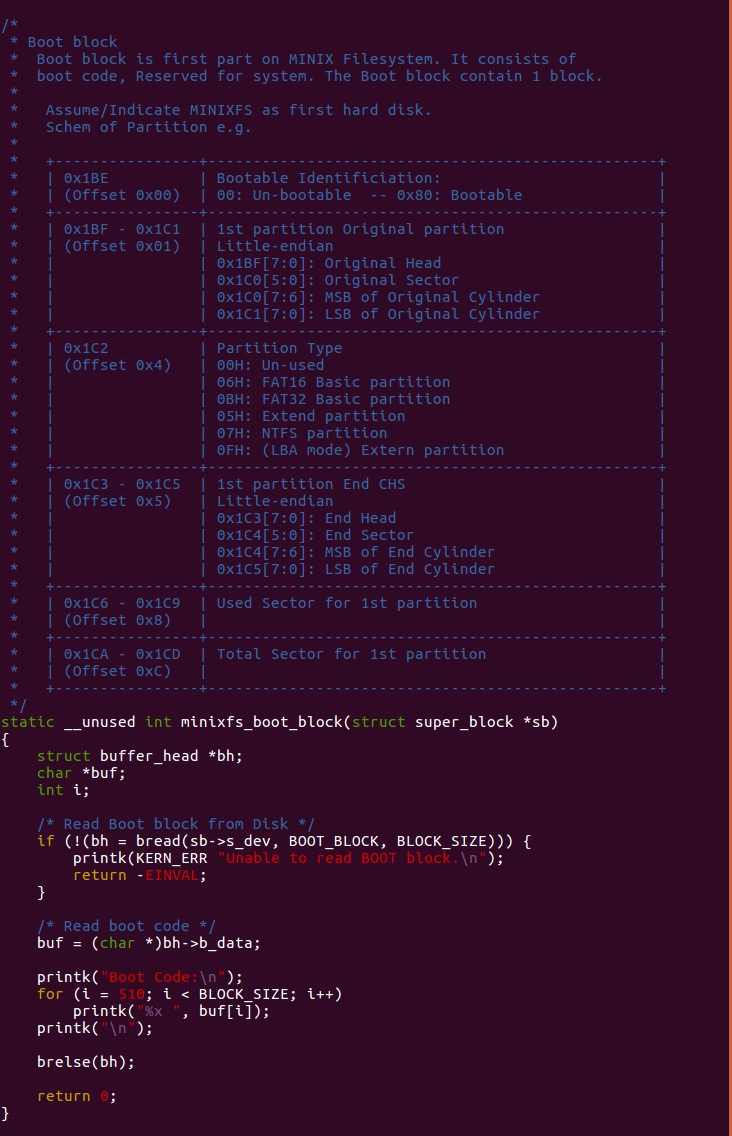 /*
 * Boot block
 *  Boot block is first part on MINIX Filesystem. It consists of
 *  boot code, Reserved for system. The Boot block contain 1 block.
 *
 *   Assume/Indicate MINIXFS as first hard disk.
 *   Schem of Partition e.g.
 *
 *   +----------------+--------------------------------------------------+
 *   | 0x1BE          | Bootable Identificiation:                        |
 *   | (Offset 0x00)  | 00: Un-bootable  -- 0x80: Bootable               |
 *   +----------------+--------------------------------------------------+
 *   | 0x1BF - 0x1C1  | 1st partition Original partition                 |
 *   | (Offset 0x01)  | Little-endian                                    |
 *   |                | 0x1BF[7:0]: Original Head                        |
 *   |                | 0x1C0[5:0]: Original Sector                      |
 *   |                | 0x1C0[7:6]: MSB of Original Cylinder             |
 *   |                | 0x1C1[7:0]: LSB of Original Cylinder             |
 *   +----------------+--------------------------------------------------+
 *   | 0x1C2          | Partition Type                                   |
 *   | (Offset 0x4)   | 00H: Un-used                                     |
 *   |                | 06H: FAT16 Basic partition                       |
 *   |                | 0BH: FAT32 Basic partition                       |
 *   |                | 05H: Extend partition                            |
 *   |                | 07H: NTFS partition                              |
 *   |                | 0FH: (LBA mode) Extern partition                 |
 *   +----------------+--------------------------------------------------+
 *   | 0x1C3 - 0x1C5  | 1st partition End CHS                            |
 *   | (Offset 0x5)   | Little-endian                                    |
 *   |                | 0x1C3[7:0]: End Head                             |
 *   |                | 0x1C4[5:0]: End Sector                           |
 *   |                | 0x1C4[7:6]: MSB of End Cylinder                  |
 *   |                | 0x1C5[7:0]: LSB of End Cylinder                  |
 *   +----------------+--------------------------------------------------+
 *   | 0x1C6 - 0x1C9  | Used Sector for 1st partition                    |
 *   | (Offset 0x8)   |                                                  |
 *   +----------------+--------------------------------------------------+
 *   | 0x1CA - 0x1CD  | Total Sector for 1st partition                   |
 *   | (Offset 0xC)   |                                                  |
 *   +----------------+--------------------------------------------------+
 */
static __unused int minixfs_boot_block(struct super_block *sb)
{
    struct buffer_head *bh;
    char *buf;
    int i;

    /* Read Boot block from Disk */
    if (!(bh = bread(sb->s_dev, BOOT_BLOCK, BLOCK_SIZE))) {
        printk(KERN_ERR "Unable to read BOOT block.\n");
        return -EINVAL;
    }

    /* Read boot code */
    buf = (char *)bh->b_data;

    printk("Boot Code:\n");
    for (i = 510; i < BLOCK_SIZE; i++)
        printk("%x ", buf[i]);
    printk("\n");

    brelse(bh);

    return 0;
}